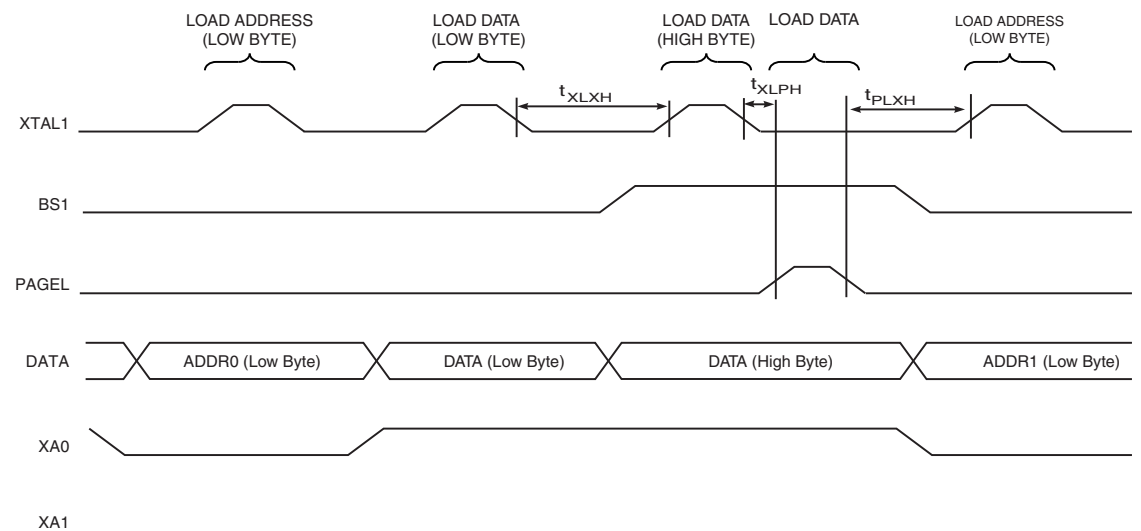 LOAD ADDRESS
(LOW BYTE)
LOAD DATA
(LOW BYTE)
LOAD DATA
(HIGH BYTE)
LOAD DATA
LOAD ADDRESS
(LOW BYTE)
tXLXH
tXLPH
tPLXH
XTAL1
BS1
PAGEL
DATA
ADDR0 (Low Byte)
DATA (Low Byte)
DATA (High Byte)
ADDR1 (Low Byte)
XA0
XA1